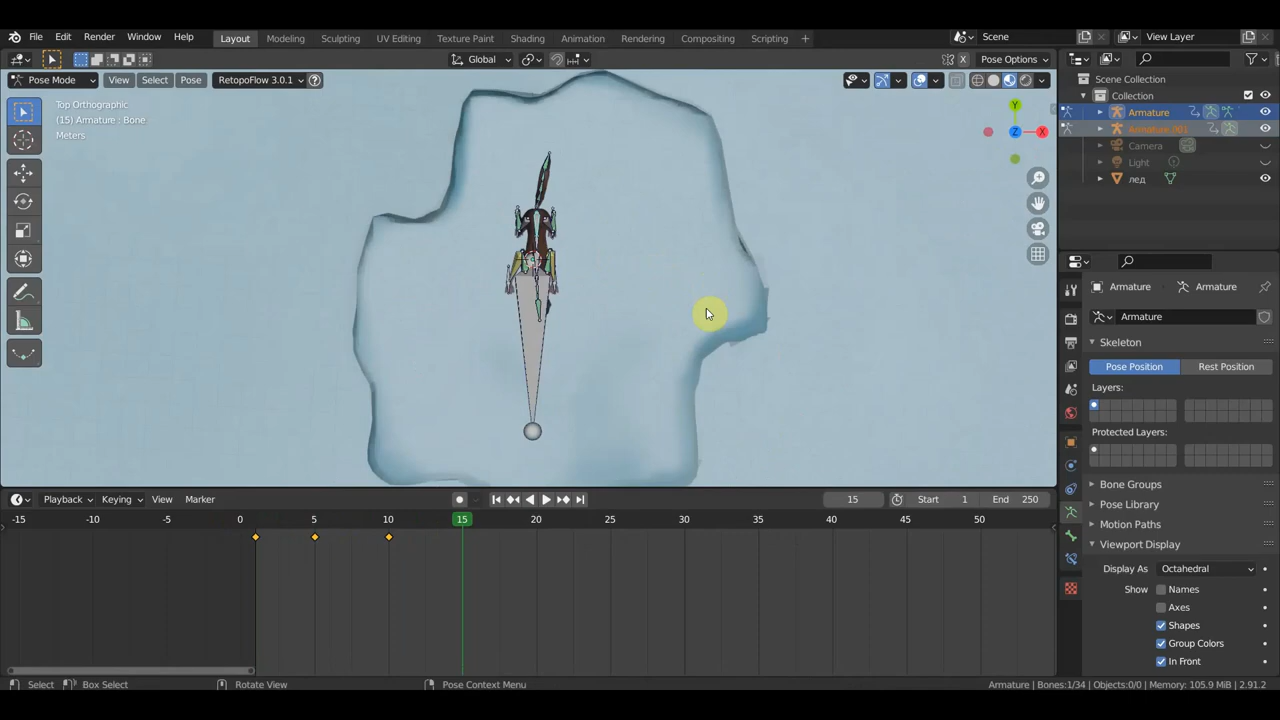 File Edit Render Window Help Layout Modeling Sculpting UV Editing Texture Paint Shading Animation Rendering Compositing Scripting + Scene View Layer
Global X Pose Options
Pose Mode View Select Pose RetopoFlow 3.0.1 ?
Top Orthographic
(15) Armature : Bone
Meters
Y
Z X
Scene Collection
Collection
Armature
Armature.001
Camera
Light
лед
Armature Armature
Armature
Skeleton
Pose Position Rest Position
Layers:
Protected Layers:
Bone Groups
Pose Library
Motion Paths
Viewport Display
Display As Octahedral
Show Names
Axes
Shapes
Group Colors
In Front
Playback Keying View Marker 15 Start 1 End 250
-15 -10 -5 0 5 10 15 20 25 30 35 40 45 50
Select Box Select Rotate View Pose Context Menu Armature | Bones:1/34 | Objects:0/0 | Memory: 105.9 MiB | 2.91.2